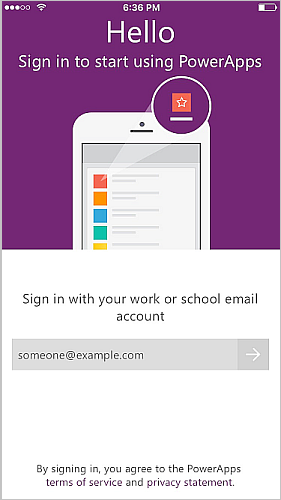 6:36 PM
Hello
Sign in to start using PowerApps
Sign in with your work or school email
account
someone@example.com
By signing in, you agree to the PowerApps
terms of service and privacy statement.